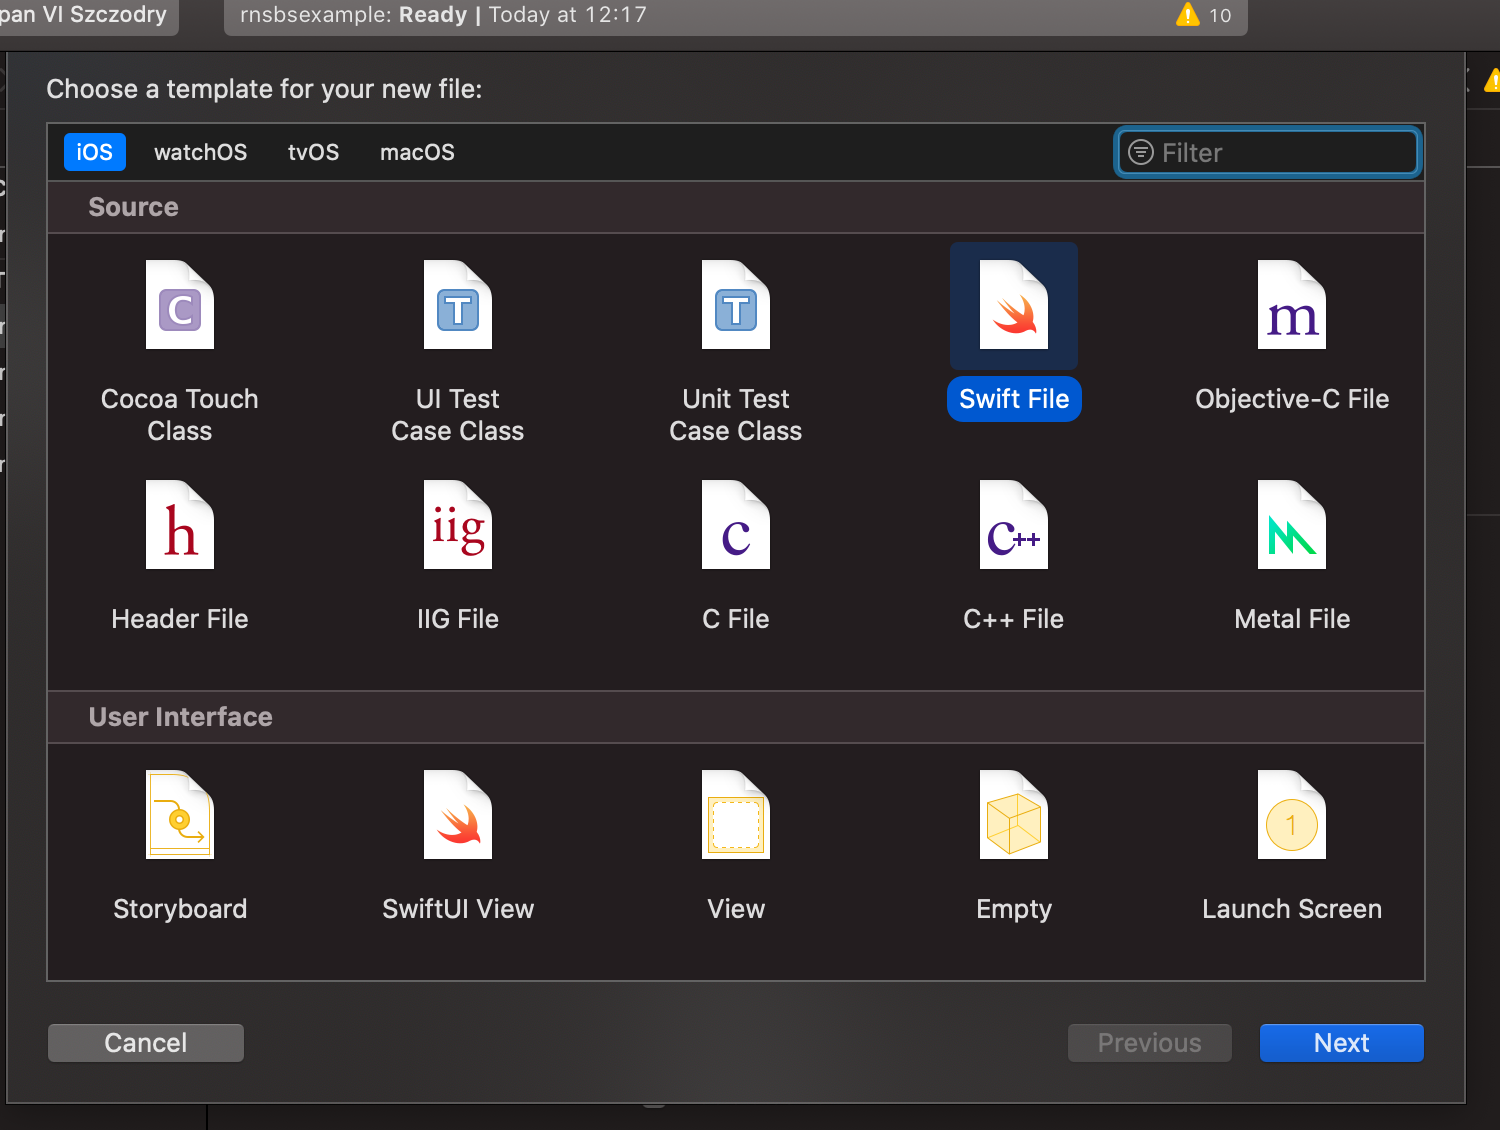 pan VI Szczodry
rnsbsexample: Ready | Today at 12:17
10
Choose a template for your new file:
iOS watchOS tvOS macOS Filter
Source
C T T m
Cocoa Touch Class
UI Test Case Class
Unit Test Case Class
Swift File
Objective-C File
h iig c c++
Header File
IIG File
C File
C++ File
Metal File
User Interface
1
Storyboard
SwiftUI View
View
Empty
Launch Screen
Cancel Previous Next